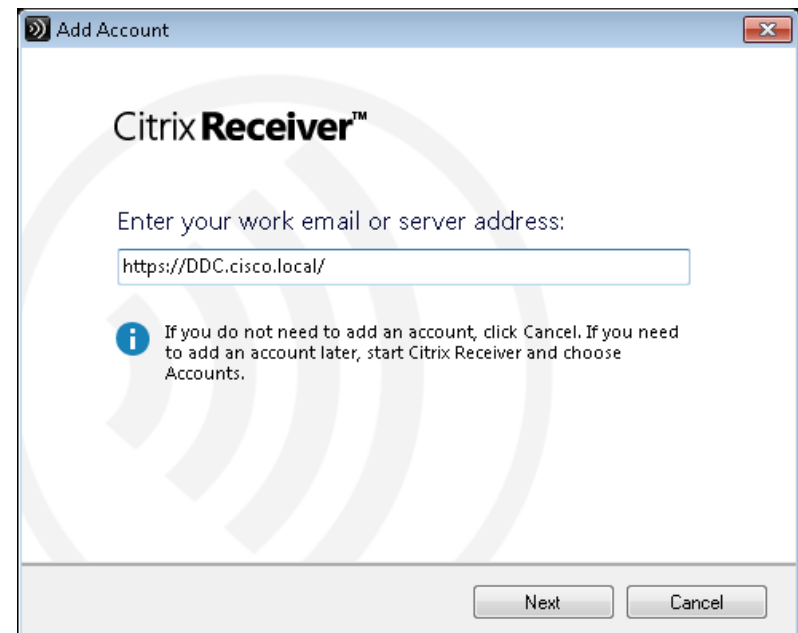 Add Account
Citrix Receiver™
Enter your work email or server address:
https://DDC.cisco.local/
If you do not need to add an account, click Cancel. If you need
to add an account later, start Citrix Receiver and choose
Accounts.
Next Cancel